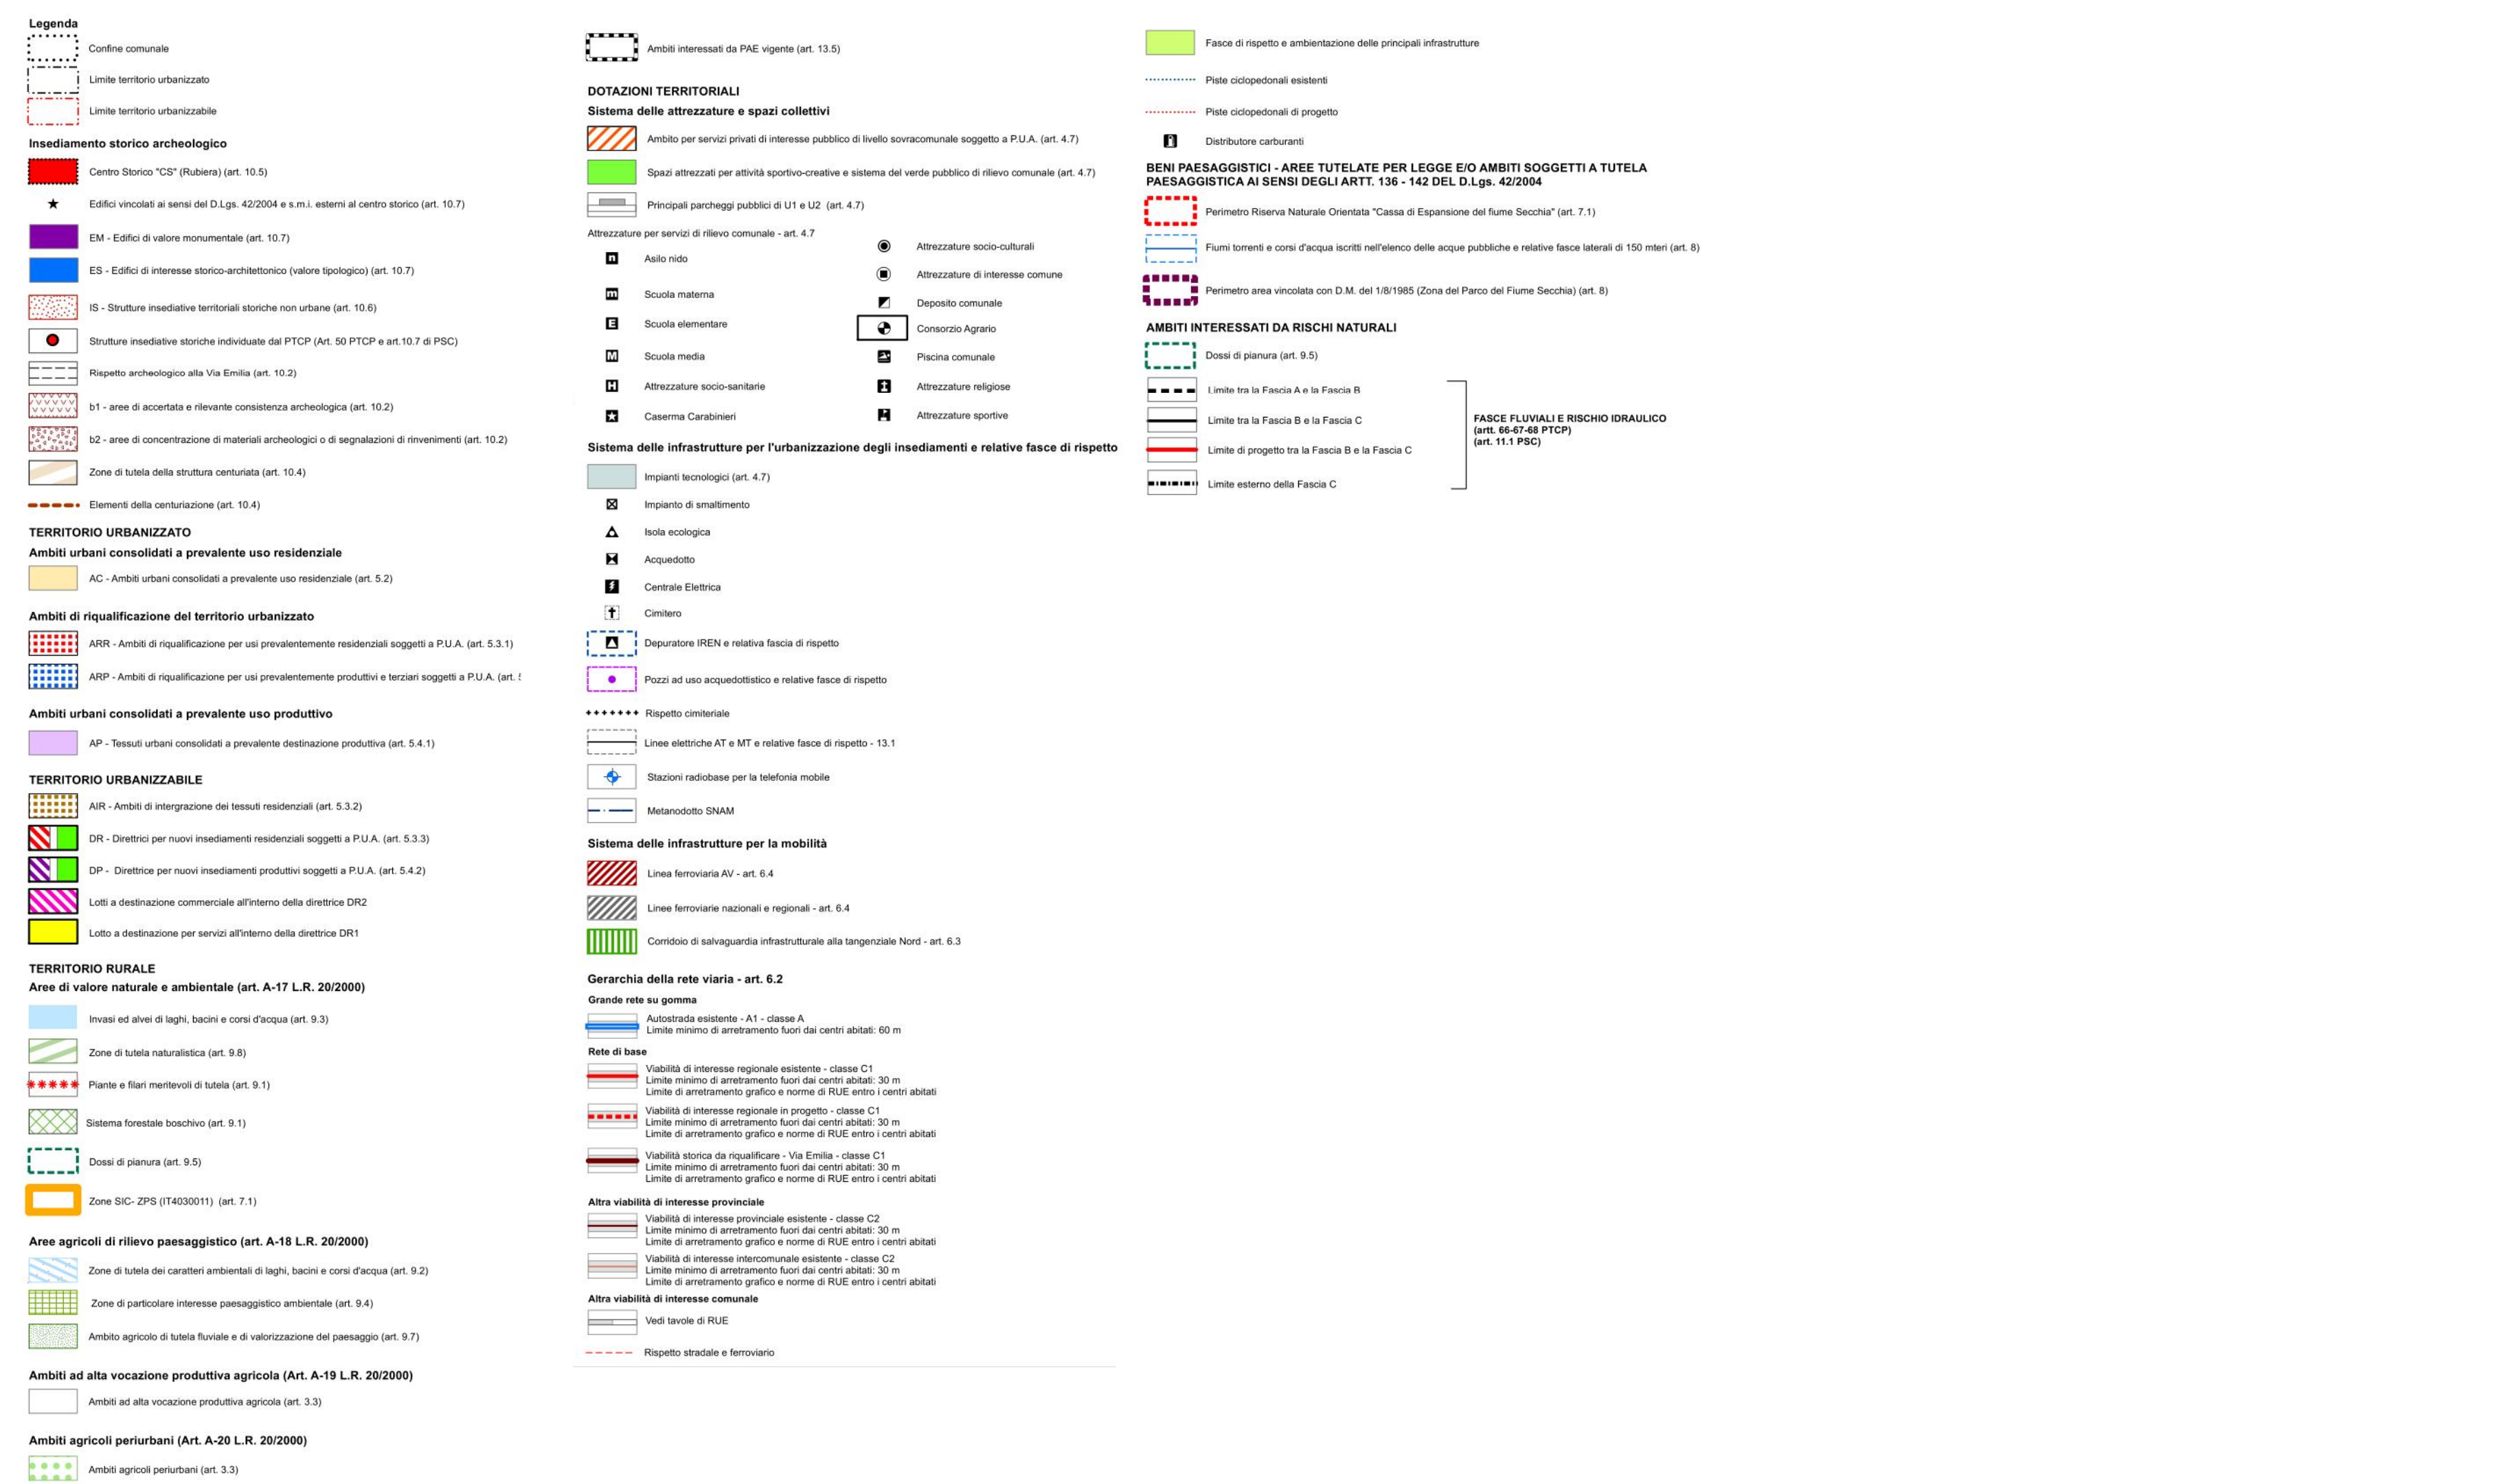 Legenda
Confine comunale
Limite territorio urbanizzato
Limite territorio urbanizzabile
Insediamento storico archeologico
Centro Storico "CS" (Rubiera) (art. 10.5)
Edifici vincolati ai sensi del D.Lgs. 42/2004 e s.m.i. esterni al centro storico (art. 10.7)
EM - Edifici di valore monumentale (art. 10.7)
ES - Edifici di interesse storico-architettonico (valore tipologico) (art. 10.7)
IS - Strutture insediative territoriali storiche non urbane (art. 10.6)
Strutture insediative storiche individuate dal PTCP (Art. 50 PTCP e art.10.7 di PSC)
Rispetto archeologico alla Via Emilia (art. 10.2)
b1 - aree di accertata e rilevante consistenza archeologica (art. 10.2)
b2 - aree di concentrazione di materiali archeologici o di segnalazioni di rinvenimenti (art. 10.2)
Zone di tutela della struttura centuriata (art. 10.4)
Elementi della centuriazione (art. 10.4)
TERRITORIO URBANIZZATO
Ambiti urbani consolidati a prevalente uso residenziale
AC - Ambiti urbani consolidati a prevalente uso residenziale (art. 5.2)
Ambiti di riqualificazione del territorio urbanizzato
ARR - Ambiti di riqualificazione per usi prevalentemente residenziali soggetti a P.U.A. (art. 5.3.1)
ARP - Ambiti di riqualificazione per usi prevalentemente produttivi e terziari soggetti a P.U.A. (art.
Ambiti urbani consolidati a prevalente uso produttivo
AP - Tessuti urbani consolidati a prevalente destinazione produttiva (art. 5.4.1)
TERRITORIO URBANIZZABILE
AIR - Ambiti di intergrazione dei tessuti residenziali (art. 5.3.2)
DR - Direttrici per nuovi insediamenti residenziali soggetti a P.U.A. (art. 5.3.3)
DP - Direttrice per nuovi insediamenti produttivi soggetti a P.U.A. (art. 5.4.2)
Lotti a destinazione commerciale all'interno della direttrice DR2
Lotto a destinazione per servizi all'interno della direttrice DR1
TERRITORIO RURALE
Aree di valore naturale e ambientale (art. A-17 L.R. 20/2000)
Invasi ed alvei di laghi, bacini e corsi d'acqua (art. 9.3)
Zone di tutela naturalistica (art. 9.8)
Piante e filari meritevoli di tutela (art. 9.1)
Sistema forestale boschivo (art. 9.1)
Dossi di pianura (art. 9.5)
Zone SIC- ZPS (IT4030011) (art. 7.1)
Aree agricoli di rilievo paesaggistico (art. A-18 L.R. 20/2000)
Zone di tutela dei caratteri ambientali di laghi, bacini e corsi d'acqua (art. 9.2)
Zone di particolare interesse paesaggistico ambientale (art. 9.4)
Ambito agricolo di tutela fluviale e di valorizzazione del paesaggio (art. 9.7)
Ambiti ad alta vocazione produttiva agricola (Art. A-19 L.R. 20/2000)
Ambiti ad alta vocazione produttiva agricola (art. 3.3)
Ambiti agricoli periurbani (Art. A-20 L.R. 20/2000)
Ambiti agricoli periurbani (art. 3.3)
Ambiti interessati da PAE vigente (art. 13.5)
DOTAZIONI TERRITORIALI
Sistema delle attrezzature e spazi collettivi
Ambito per servizi privati di interesse pubblico di livello sovracomunale soggetto a P.U.A. (art. 4.7)
Spazi attrezzati per attività sportivo-creative e sistema del verde pubblico di rilievo comunale (art. 4.7)
Principali parcheggi pubblici di U1 e U2 (art. 4.7)
Attrezzature per servizi di rilievo comunale - art. 4.7
n Asilo nido
m Scuola materna
E Scuola elementare
M Scuola media
H Attrezzature socio-sanitarie
Caserma Carabinieri
Attrezzature socio-culturali
Attrezzature di interesse comune
Deposito comunale
Consorzio Agrario
Piscina comunale
Attrezzature religiose
Attrezzature sportive
Sistema delle infrastrutture per l'urbanizzazione degli insediamenti e relative fasce di rispetto
Impianti tecnologici (art. 4.7)
Impianto di smaltimento
Isola ecologica
Acquedotto
Centrale Elettrica
Cimitero
Depuratore IREN e relativa fascia di rispetto
Pozzi ad uso acquedottistico e relative fasce di rispetto
Rispetto cimiteriale
Linee elettriche AT e MT e relative fasce di rispetto - 13.1
Stazioni radiobase per la telefonia mobile
Metanodotto SNAM
Sistema delle infrastrutture per la mobilità
Linea ferroviaria AV - art. 6.4
Linee ferroviarie nazionali e regionali - art. 6.4
Corridoio di salvaguardia infrastrutturale alla tangenziale Nord - art. 6.3
Gerarchia della rete viaria - art. 6.2
Grande rete su gomma
Autostrada esistente - A1 - classe A
Limite minimo di arretramento fuori dai centri abitati: 60 m
Rete di base
Viabilità di interesse regionale esistente - classe C1
Limite minimo di arretramento fuori dai centri abitati: 30 m
Limite di arretramento grafico e norme di RUE entro i centri abitati
Viabilità di interesse regionale in progetto - classe C1
Limite minimo di arretramento fuori dai centri abitati: 30 m
Limite di arretramento grafico e norme di RUE entro i centri abitati
Viabilità storica da riqualificare - Via Emilia - classe C1
Limite minimo di arretramento fuori dai centri abitati: 30 m
Limite di arretramento grafico e norme di RUE entro i centri abitati
Altra viabilità di interesse provinciale
Viabilità di interesse provinciale esistente - classe C2
Limite minimo di arretramento fuori dai centri abitati: 30 m
Limite di arretramento grafico e norme di RUE entro i centri abitati
Viabilità di interesse intercomunale esistente - classe C2
Limite minimo di arretramento fuori dai centri abitati: 30 m
Limite di arretramento grafico e norme di RUE entro i centri abitati
Altra viabilità di interesse comunale
Vedi tavole di RUE
Rispetto stradale e ferroviario
Fasce di rispetto e ambientazione delle principali infrastrutture
Piste ciclopedonali esistenti
Piste ciclopedonali di progetto
Distributore carburanti
BENI PAESAGGISTICI - AREE TUTELATE PER LEGGE E/O AMBITI SOGGETTI A TUTELA
PAESAGGISTICA AI SENSI DEGLI ARTT. 136 - 142 DEL D.Lgs. 42/2004
Perimetro Riserva Naturale Orientata "Cassa di Espansione del fiume Secchia" (art. 7.1)
Fiumi torrenti e corsi d'acqua iscritti nell'elenco delle acque pubbliche e relative fasce laterali di 150 mteri (art. 8)
Perimetro area vincolata con D.M. del 1/8/1985 (Zona del Parco del Fiume Secchia) (art. 8)
AMBITI INTERESSATI DA RISCHI NATURALI
Dossi di pianura (art. 9.5)
Limite tra la Fascia A e la Fascia B
Limite tra la Fascia B e la Fascia C
Limite di progetto tra la Fascia B e la Fascia C
Limite esterno della Fascia C
FASCE FLUVIALI E RISCHIO IDRAULICO
(artt. 66-67-68 PTCP)
(art. 11.1 PSC)